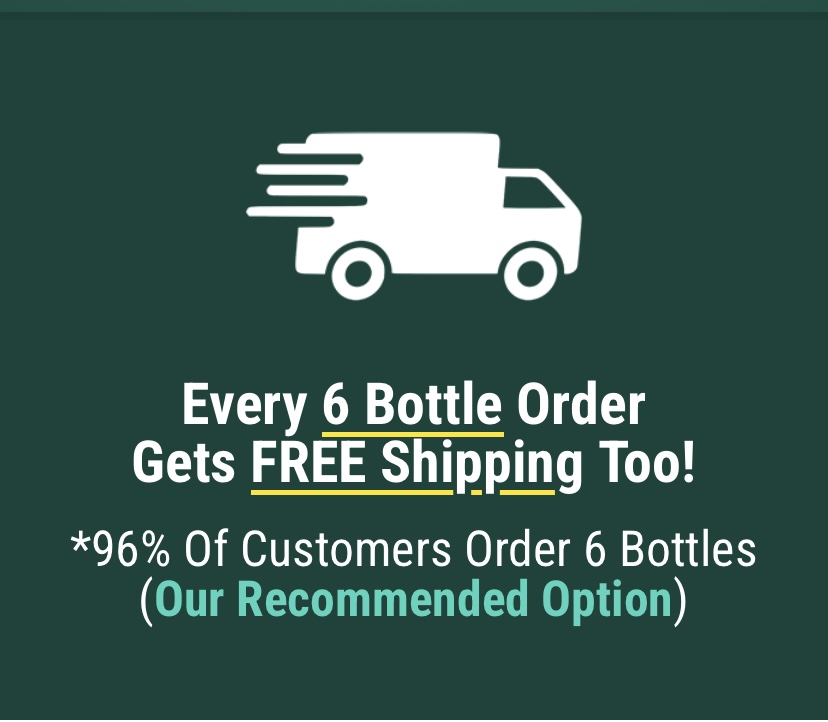 Every 6 Bottle Order
Gets FREE Shipping Too!
*96% Of Customers Order 6 Bottles
(Our Recommended Option)